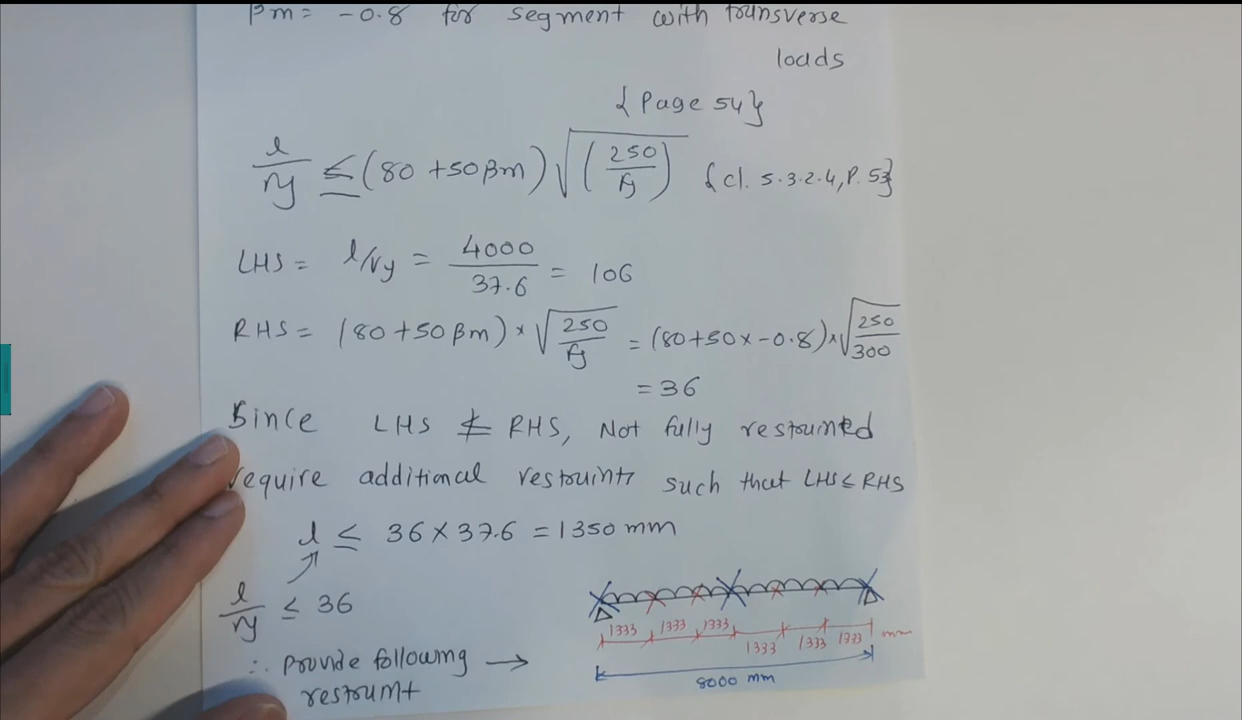 βm = -0.8 for segment with transverse
loads
{Page 54}
l/ry ≤ (80 + 50βm) √(250/fy) {cl. 5.3.2.4, P. 53}
LHS = l/ry = 4000/37.6 = 106
RHS = (80 + 50βm) × √250/fy = (80+50×-0.8)×√250/300
= 36
Since LHS ≰ RHS, Not fully restrained
require additional restraints such that LHS ≤ RHS
l ≤ 36 × 37.6 = 1350 mm
l/ry ≤ 36
1333 1333 1333 1333 1333 1333 mm
∴ Provide following →
restraint
8000 mm